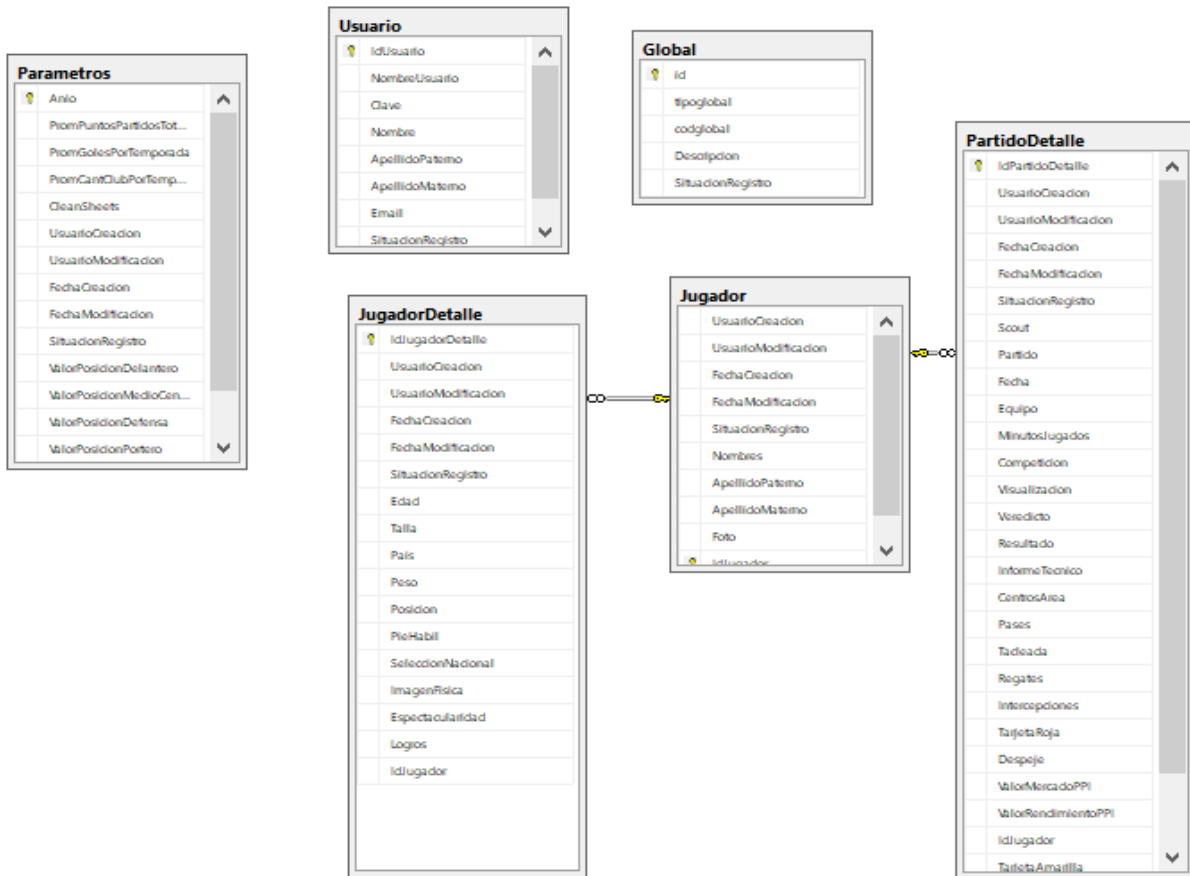 Parametros
Anio
PromPuntosPartidosTot...
PromGolesPorTemporada
PromCantClubPorTemp...
CleanSheets
UsuarioCreacion
UsuarioModificacion
FechaCreacion
FechaModificacion
SituacionRegistro
ValorPosicionDelantero
ValorPosicionMedioCen...
ValorPosicionDefensa
ValorPosicionPortero
Usuario
IdUsuario
NombreUsuario
Clave
Nombre
ApellidoPaterno
ApellidoMaterno
Email
SituacionRegistro
Global
id
tipoglobal
codglobal
Descripcion
SituacionRegistro
JugadorDetalle
IdJugadorDetalle
UsuarioCreacion
UsuarioModificacion
FechaCreacion
FechaModificacion
SituacionRegistro
Edad
Talla
Pais
Peso
Posicion
PieHabil
SeleccionNacional
ImagenFisica
Espectacularidad
Logros
IdJugador
Jugador
UsuarioCreacion
UsuarioModificacion
FechaCreacion
FechaModificacion
SituacionRegistro
Nombres
ApellidoPaterno
ApellidoMaterno
Foto
IdJugador
PartidoDetalle
IdPartidoDetalle
UsuarioCreacion
UsuarioModificacion
FechaCreacion
FechaModificacion
SituacionRegistro
Scout
Partido
Fecha
Equipo
MinutosJugados
Competicion
Visualizacion
Veredicto
Resultado
InformeTecnico
CentrosArea
Pases
Tacleada
Regates
Intercepciones
TarjetaRoja
Despeje
ValorMercadoPPI
ValorRendimientoPPI
IdJugador
TarjetaAmarilla